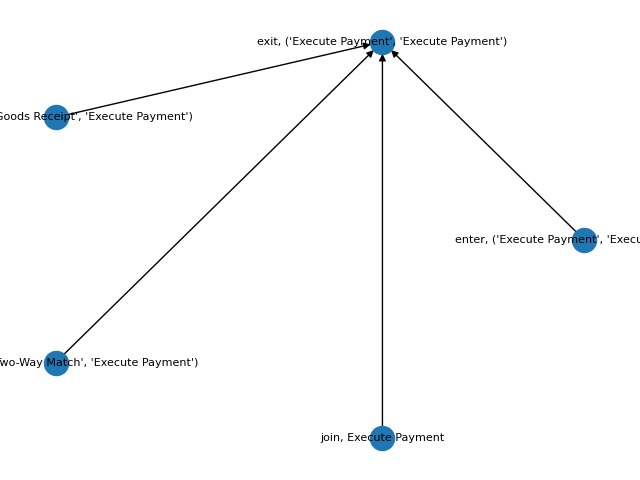 exit, ('Execute Payment', 'Execute Payment')
Goods Receipt', 'Execute Payment')
enter, ('Execute Payment', 'Execu
Two-Way Match', 'Execute Payment')
join, Execute Payment